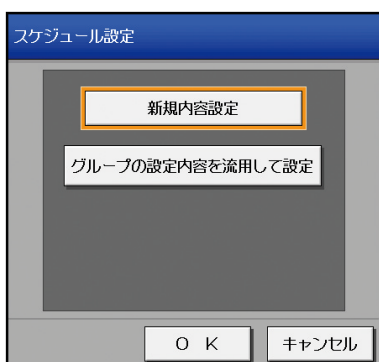 スケジュール設定
新規内容設定
グループの設定内容を流用して設定
ＯＫ
キャンセル